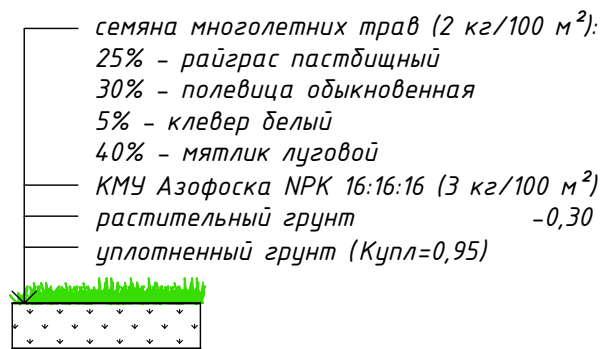 семяна многолетних трав (2 кг/100 м²):
25% - райграс пастбищный
30% - полевица обыкновенная
5% - клевер белый
40% - мятлик луговой
КМУ Азофоска NPK 16:16:16 (3 кг/100 м²)
растительный грунт -0,30
уплотненный грунт (Купл=0,95)